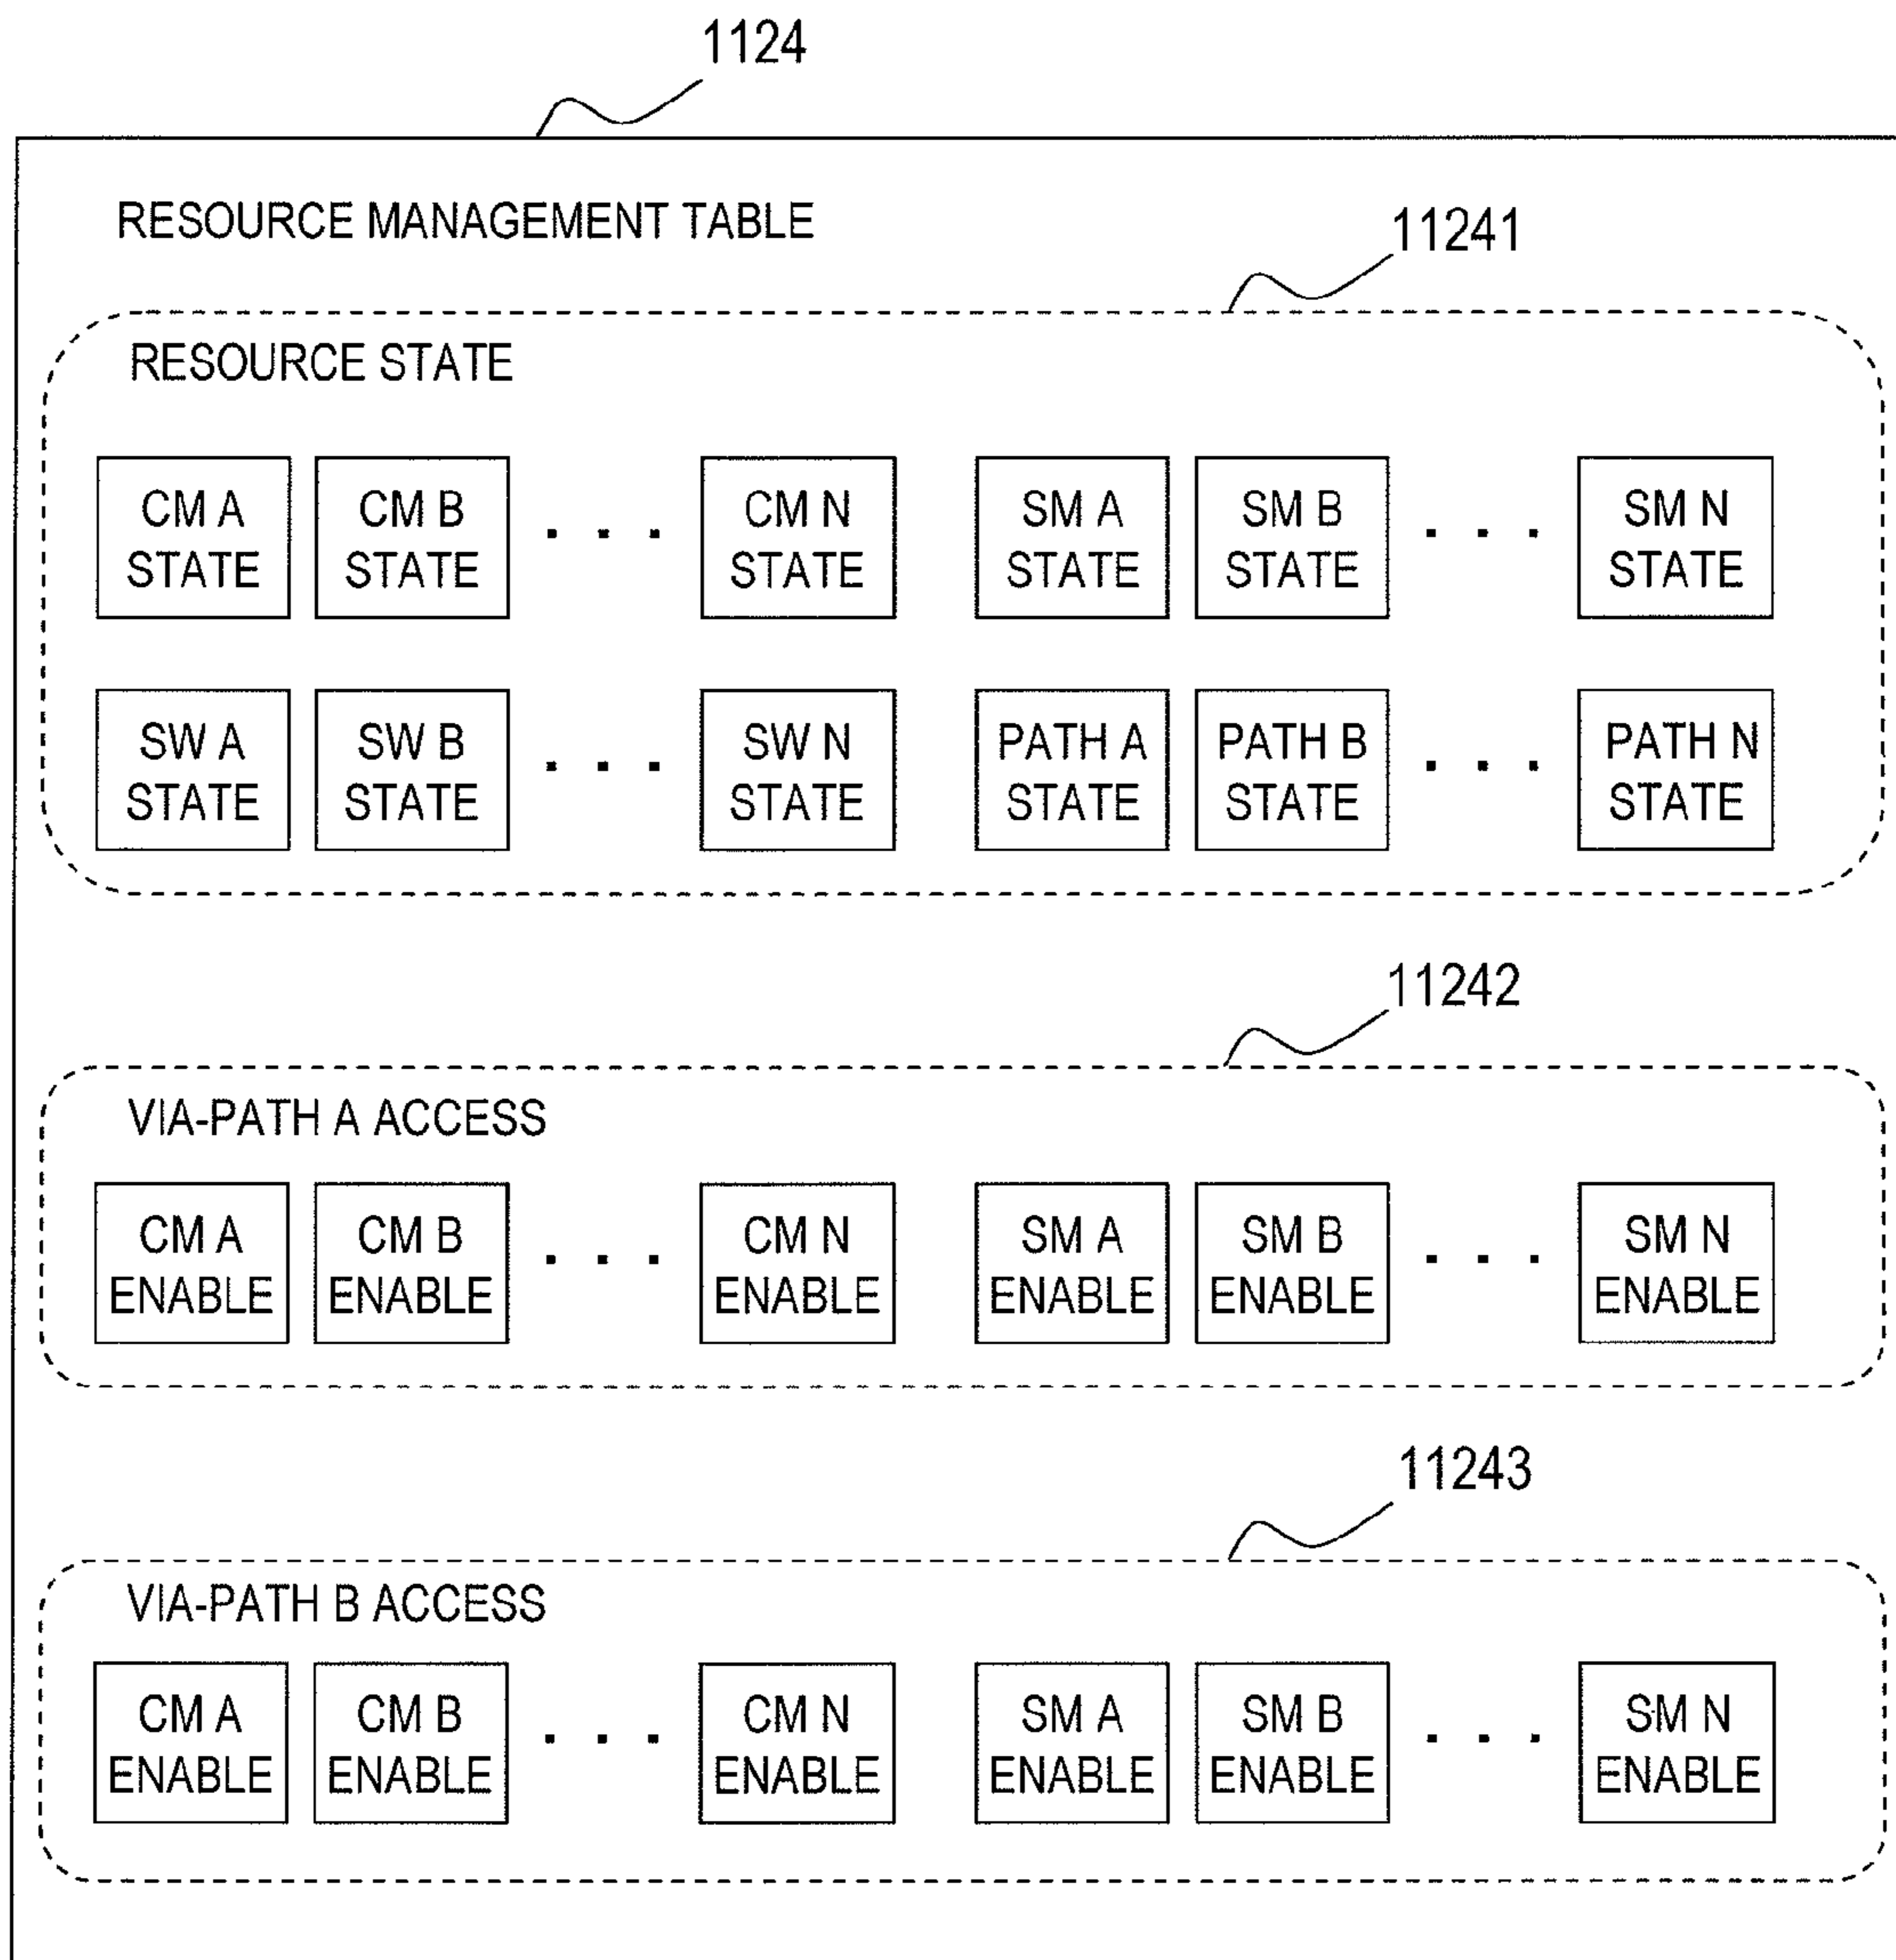 1124
RESOURCE MANAGEMENT TABLE
11241
RESOURCE STATE
CM A STATE
CM B STATE
. . .
CM N STATE
SM A STATE
SM B STATE
. . .
SM N STATE
SW A STATE
SW B STATE
. . .
SW N STATE
PATH A STATE
PATH B STATE
. . .
PATH N STATE
11242
VIA-PATH A ACCESS
CM A ENABLE
CM B ENABLE
. . .
CM N ENABLE
SM A ENABLE
SM B ENABLE
. . .
SM N ENABLE
11243
VIA-PATH B ACCESS
CM A ENABLE
CM B ENABLE
. . .
CM N ENABLE
SM A ENABLE
SM B ENABLE
. . .
SM N ENABLE